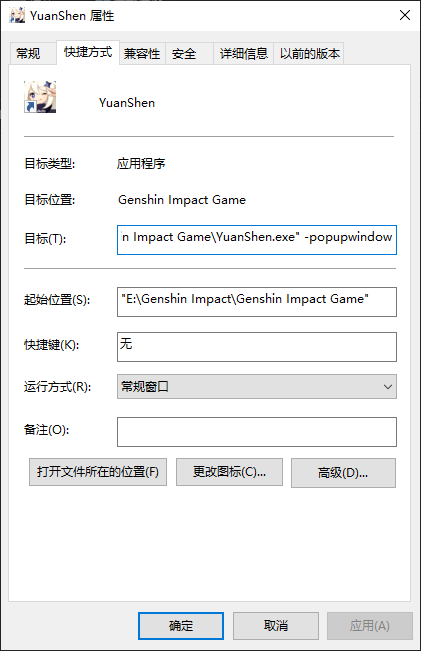 YuanShen 属性
常规 快捷方式 兼容性 安全 详细信息 以前的版本
YuanShen
目标类型: 应用程序
目标位置: Genshin Impact Game
目标(T): n Impact Game\YuanShen.exe" -popupwindow
起始位置(S): "E:\Genshin Impact\Genshin Impact Game"
快捷键(K): 无
运行方式(R): 常规窗口
备注(O):
打开文件所在的位置(F) 更改图标(C)... 高级(D)...
确定 取消 应用(A)